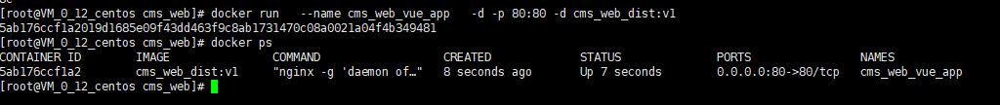 [root@VM_0_12_centos cms_web]# docker run --name cms_web_vue_app -d -p 80:80 -d cms_web_dist:v1
5ab176ccf1a2019d1685e09f43dd463f9c8ab1731470c08a0021a04f4b349481
[root@VM_0_12_centos cms_web]# docker ps
CONTAINER ID IMAGE COMMAND CREATED STATUS PORTS NAMES
5ab176ccf1a2 cms_web_dist:v1 "nginx -g 'daemon of…" 8 seconds ago Up 7 seconds 0.0.0.0:80->80/tcp cms_web_vue_app
[root@VM_0_12_centos cms_web]#